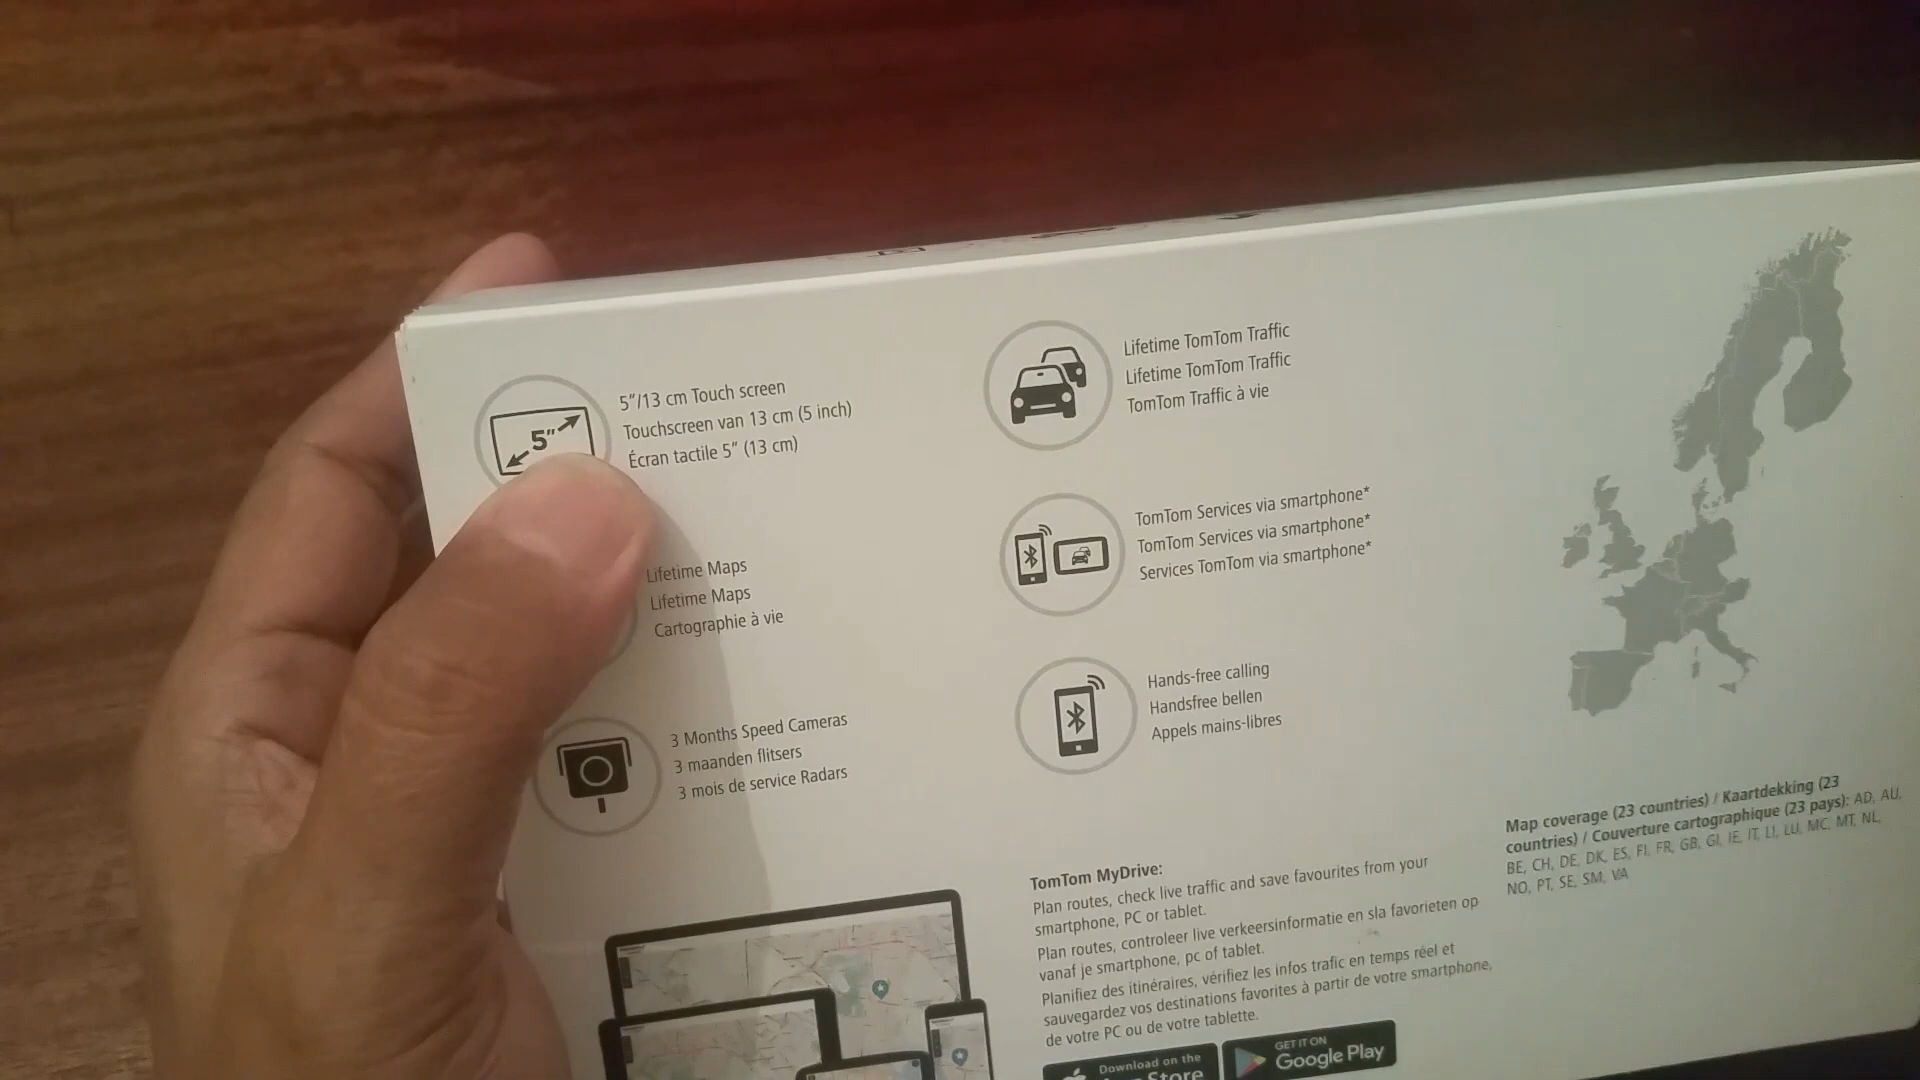 5"
5"/13 cm Touch screen
Touchscreen van 13 cm (5 inch)
Écran tactile 5" (13 cm)
Lifetime Maps
Lifetime Maps
Cartographie à vie
3 Months Speed Cameras
3 maanden flitsers
3 mois de service Radars
Lifetime TomTom Traffic
Lifetime TomTom Traffic
TomTom Traffic à vie
TomTom Services via smartphone*
TomTom Services via smartphone*
Services TomTom via smartphone*
Hands-free calling
Handsfree bellen
Appels mains-libres
TomTom MyDrive:
Plan routes, check live traffic and save favourites from your
smartphone, PC or tablet.
Plan routes, controleer live verkeersinformatie en sla favorieten op
vanaf je smartphone, pc of tablet.
Planifiez des itinéraires, vérifiez les infos trafic en temps réel et
sauvegardez vos destinations favorites à partir de votre smartphone,
de votre PC ou de votre tablette.
Download on the
Store
GET IT ON
Google Play
Map coverage (23 countries) / Kaartdekking (23
countries) / Couverture cartographique (23 pays): AD, AU,
BE, CH, DE, DK, ES, FI, FR, GB, GI, IE, IT, LI, LU, MC, MT, NL,
NO, PT, SE, SM, VA